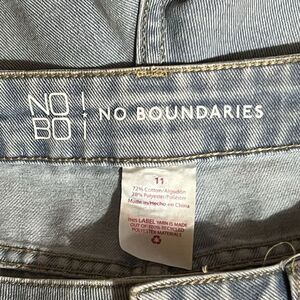 NO
BO! NO BOUNDARIES
11
72% Cotton/Algodón
28% Polyester/Poliéster
Made in/Hecho en China
THIS LABEL YARN IS MADE
OUT OF 100% RECYCLED
POLYESTER MATERIALS